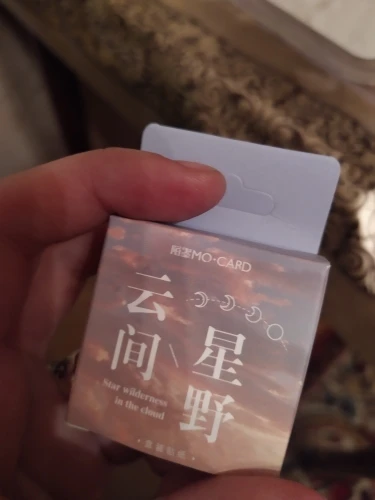 陌墨MO·CARD
云间
星野
Star wilderness
in the cloud